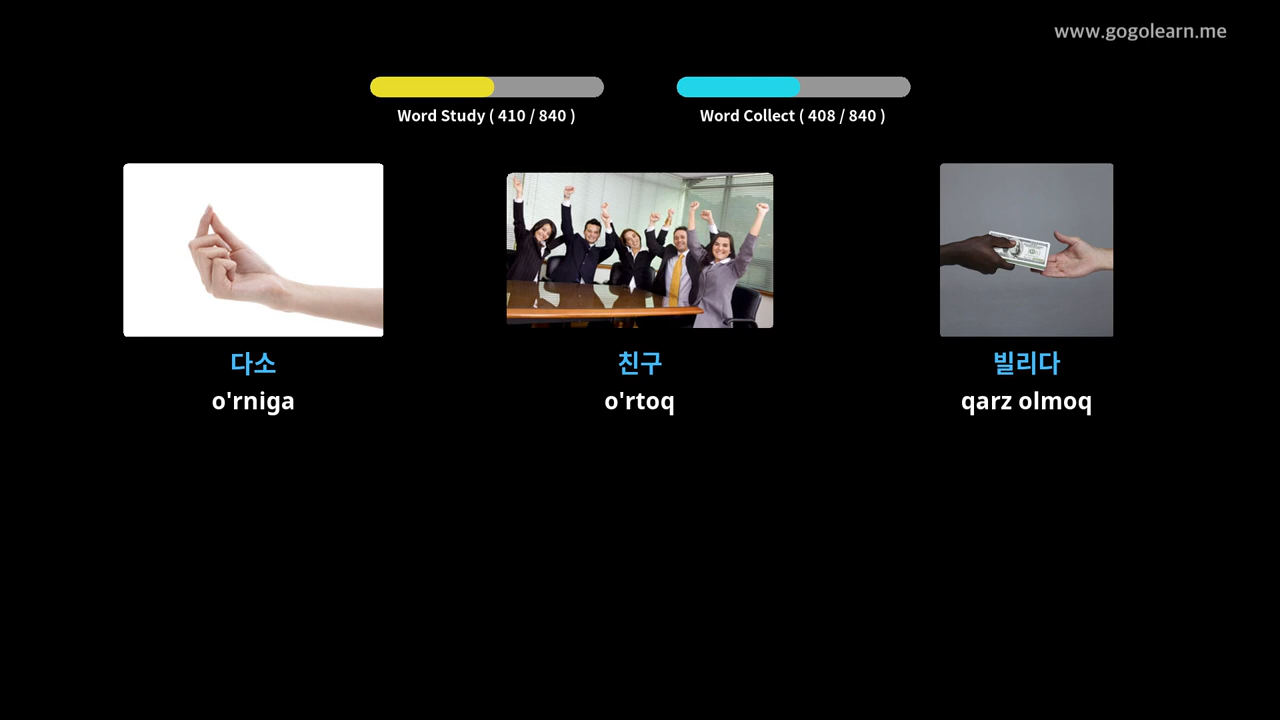 www.gogolearn.me
Word Study ( 410 / 840 )
Word Collect ( 408 / 840 )
다소
o'rniga
친구
o'rtoq
빌리다
qarz olmoq